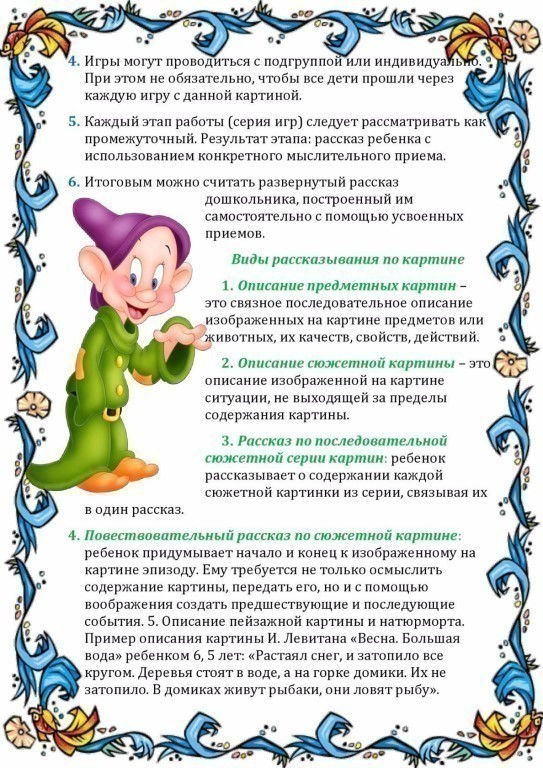 4. Игры могут проводиться с подгруппой или индивидуально.
При этом не обязательно, чтобы все дети прошли через
каждую игру с данной картиной.
5. Каждый этап работы (серия игр) следует рассматривать как
промежуточный. Результат этапа: рассказ ребенка с
использованием конкретного мыслительного приема.
6. Итоговым можно считать развернутый рассказ
дошкольника, построенный им
самостоятельно с помощью усвоенных
приемов.
Виды рассказывания по картине
1. Описание предметных картин –
это связное последовательное описание
изображенных на картине предметов или
животных, их качеств, свойств, действий.
2. Описание сюжетной картины – это
описание изображенной на картине
ситуации, не выходящей за пределы
содержания картины.
3. Рассказ по последовательной
сюжетной серии картин: ребенок
рассказывает о содержании каждой
сюжетной картинки из серии, связывая их
в один рассказ.
4. Повествовательный рассказ по сюжетной картине:
ребенок придумывает начало и конец к изображенному на
картине эпизоду. Ему требуется не только осмыслить
содержание картины, передать его, но и с помощью
воображения создать предшествующие и последующие
события. 5. Описание пейзажной картины и натюрморта.
Пример описания картины И. Левитана «Весна. Большая
вода» ребенком 6, 5 лет: «Растаял снег, и затопило все
кругом. Деревья стоят в воде, а на горке домики. Их не
затопило. В домиках живут рыбаки, они ловят рыбу».